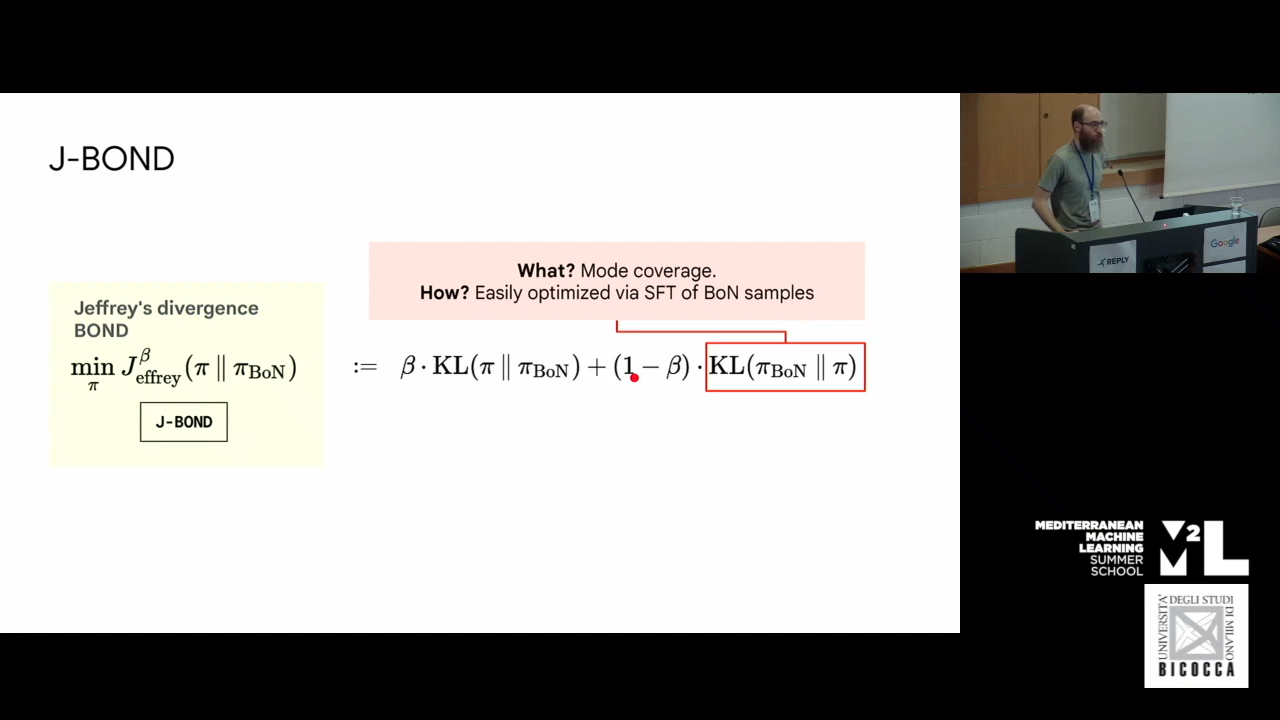 J-BOND
What? Mode coverage.
How? Easily optimized via SFT of BoN samples
Jeffrey's divergence
BOND
min_π J^β_effrey(π ∥ π_BoN) := β · KL(π ∥ π_BoN) + (1 − β) · KL(π_BoN ∥ π)
J-BOND
REPLY
Google
MEDITERRANEAN
MACHINE
LEARNING
SUMMER
SCHOOL
M2L
UNIVERSITA'
DEGLI STUDI
DI MILANO
BICOCCA